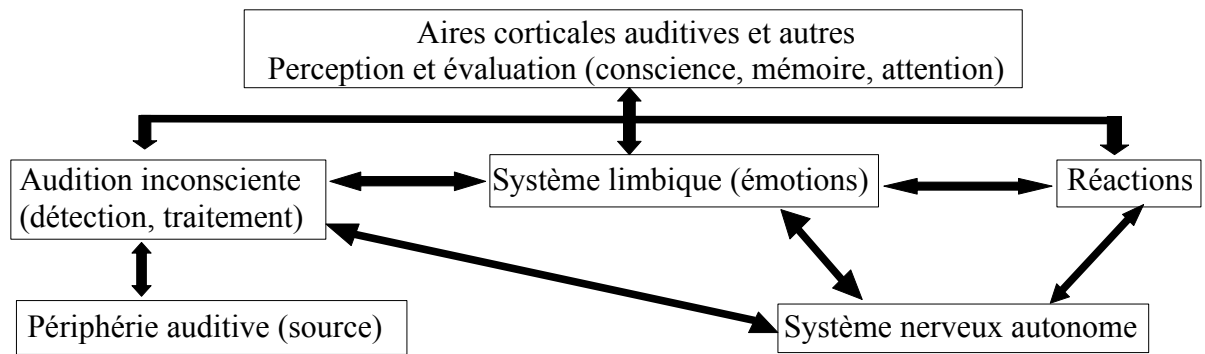 Aires corticales auditives et autres
Perception et évaluation (conscience, mémoire, attention)
Audition inconsciente
(détection, traitement)
Système limbique (émotions)
Réactions
Périphérie auditive (source)
Système nerveux autonome